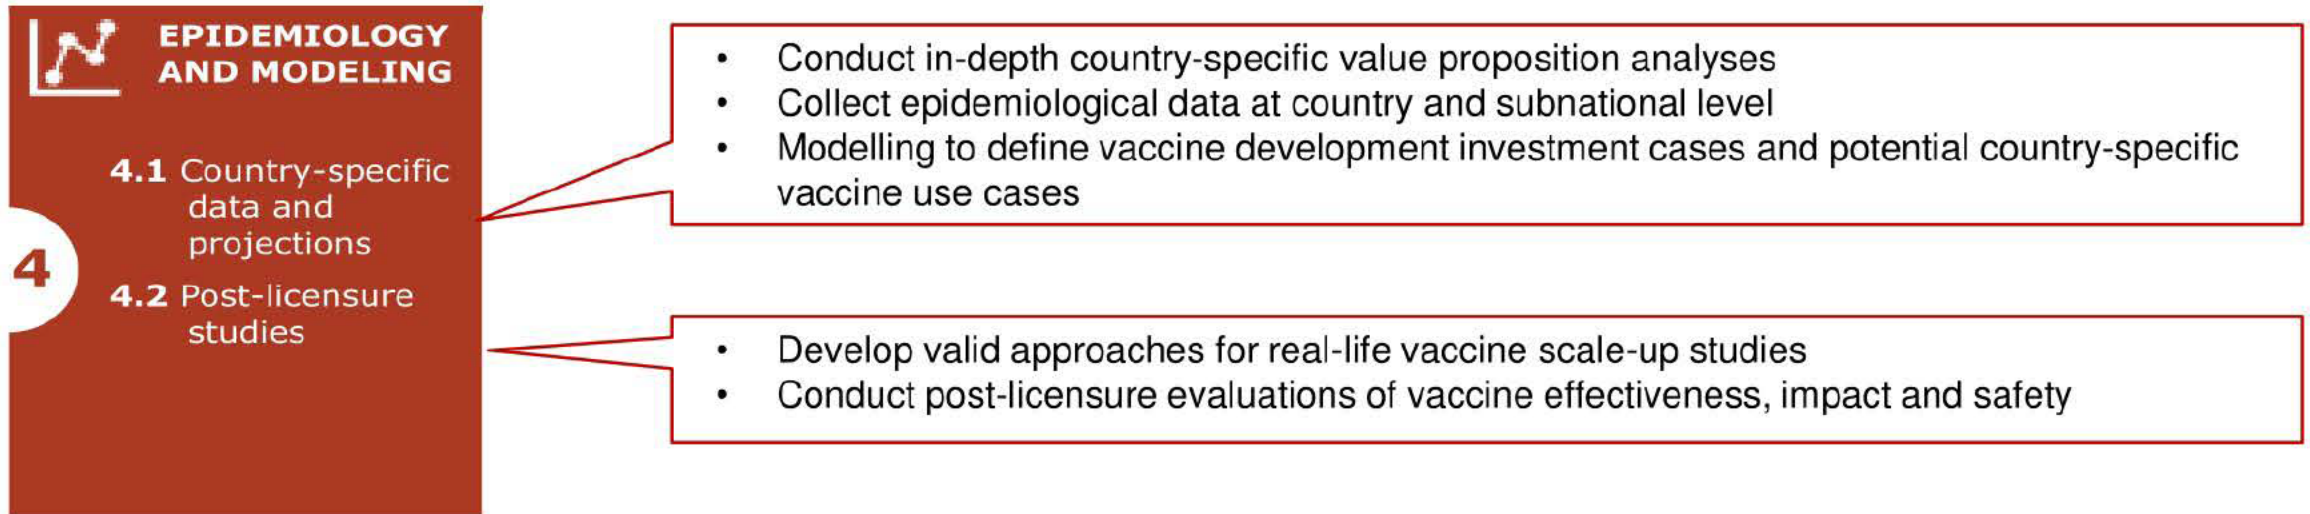 EPIDEMIOLOGY
AND MODELING
4
4.1 Country-specific
data and
projections
4.2 Post-licensure
studies
• Conduct in-depth country-specific value proposition analyses
• Collect epidemiological data at country and subnational level
• Modelling to define vaccine development investment cases and potential country-specific
vaccine use cases
• Develop valid approaches for real-life vaccine scale-up studies
• Conduct post-licensure evaluations of vaccine effectiveness, impact and safety